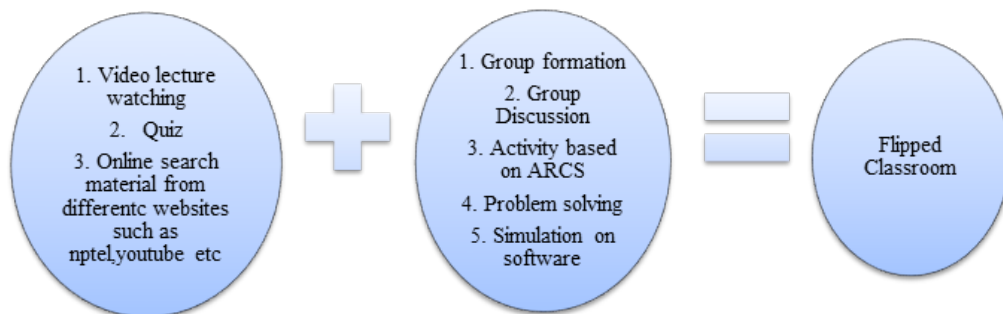 1. Video lecture
watching
2. Quiz
3. Online search
material from
differentc websites
such as
nptel,youtube etc
1. Group formation
2. Group
Discussion
3. Activity based
on ARCS
4. Problem solving
5. Simulation on
software
Flipped
Classroom